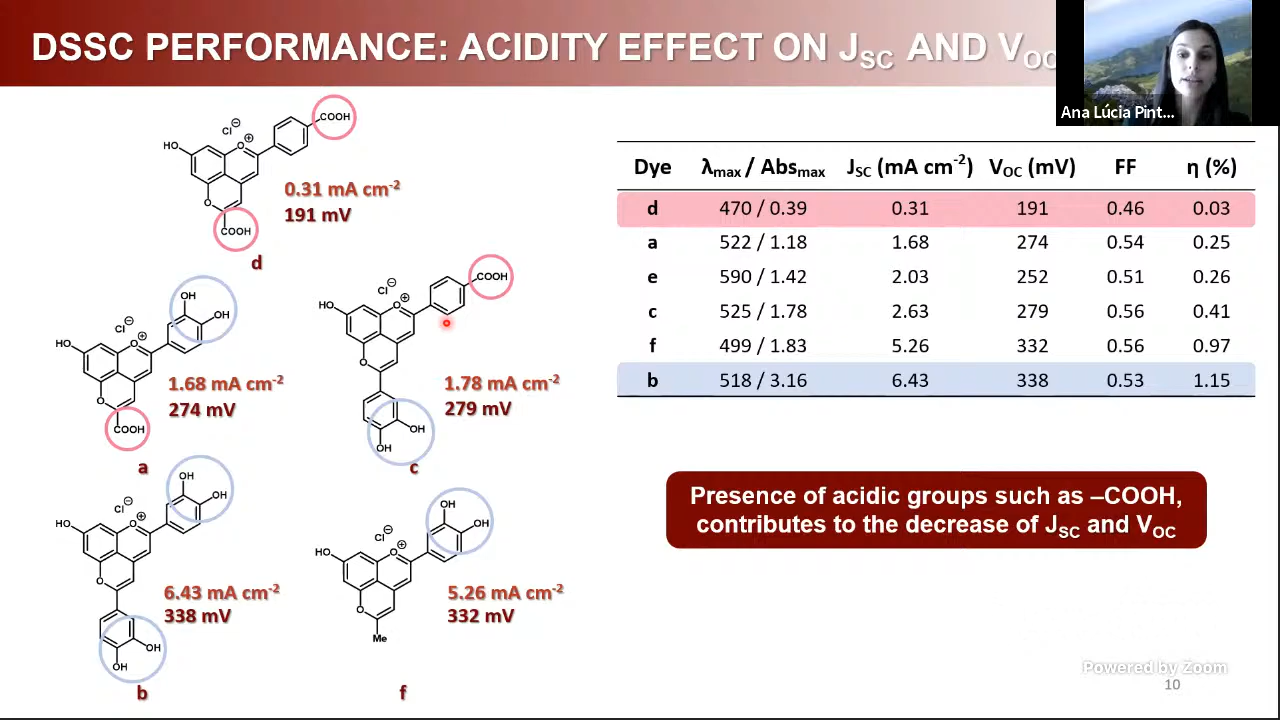 DSSC PERFORMANCE: ACIDITY EFFECT ON JSC AND VOC
Ana Lúcia Pint...
COOH
Cl⊖
HO
O⊕
O
COOH
0.31 mA cm-2
191 mV
d
OH
OH
Cl⊖
HO
O⊕
O
COOH
1.68 mA cm-2
274 mV
a
COOH
Cl⊖
HO
O⊕
O
OH
OH
1.78 mA cm-2
279 mV
c
OH
OH
Cl⊖
HO
O⊕
O
OH
OH
6.43 mA cm-2
338 mV
b
OH
OH
Cl⊖
HO
O⊕
O
Me
5.26 mA cm-2
332 mV
f
Dye λmax / Absmax JSC (mA cm-2) VOC (mV) FF η (%)
d 470 / 0.39 0.31 191 0.46 0.03
a 522 / 1.18 1.68 274 0.54 0.25
e 590 / 1.42 2.03 252 0.51 0.26
c 525 / 1.78 2.63 279 0.56 0.41
f 499 / 1.83 5.26 332 0.56 0.97
b 518 / 3.16 6.43 338 0.53 1.15
Presence of acidic groups such as –COOH,
contributes to the decrease of JSC and VOC
Powered by Zoom
10